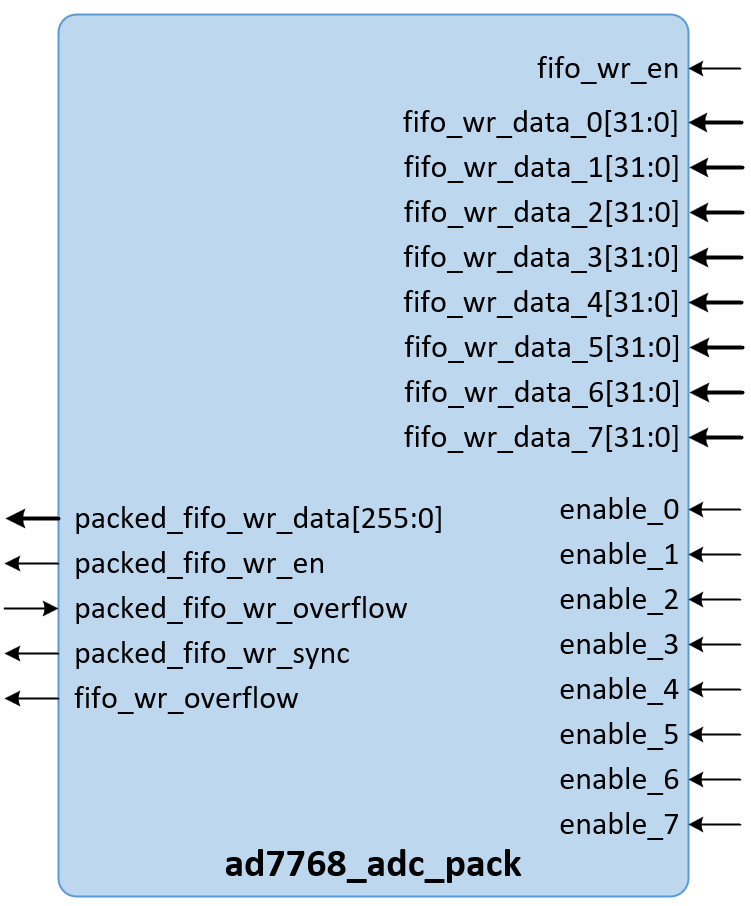 fifo_wr_en
fifo_wr_data_0[31:0]
fifo_wr_data_1[31:0]
fifo_wr_data_2[31:0]
fifo_wr_data_3[31:0]
fifo_wr_data_4[31:0]
fifo_wr_data_5[31:0]
fifo_wr_data_6[31:0]
fifo_wr_data_7[31:0]
packed_fifo_wr_data[255:0]
packed_fifo_wr_en
packed_fifo_wr_overflow
packed_fifo_wr_sync
fifo_wr_overflow
enable_0
enable_1
enable_2
enable_3
enable_4
enable_5
enable_6
enable_7
ad7768_adc_pack